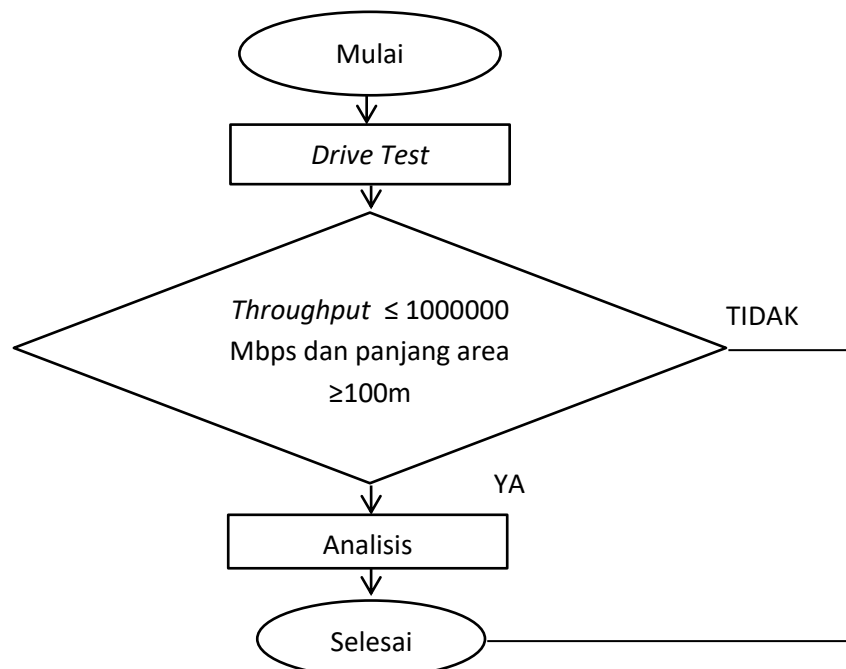 Mulai
Drive Test
Throughput ≤ 1000000
Mbps dan panjang area
≥100m
TIDAK
YA
Analisis
Selesai